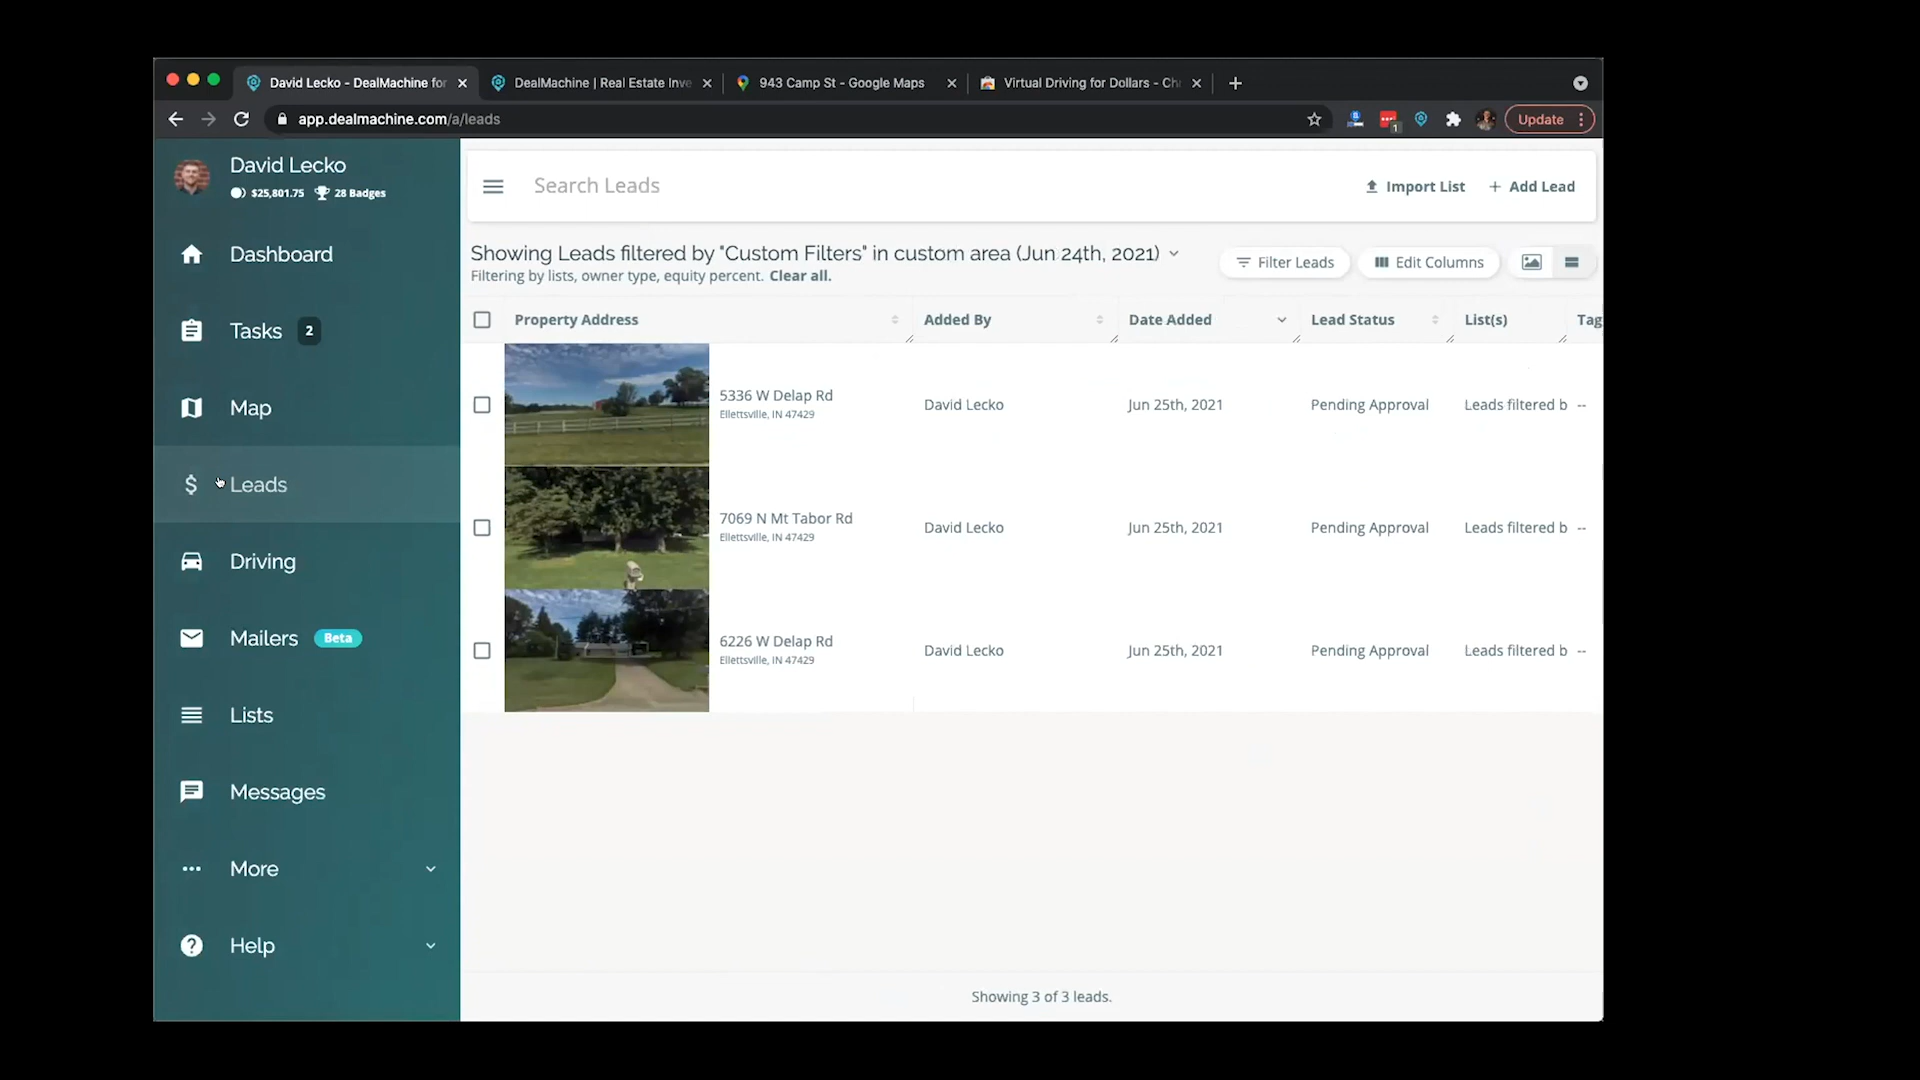 David Lecko - DealMachine for
DealMachine | Real Estate Inve
943 Camp St - Google Maps
Virtual Driving for Dollars - Ch
app.dealmachine.com/a/leads
1
Update
David Lecko
$25,801.75 28 Badges
Dashboard
Tasks 2
Map
Leads
Driving
Mailers Beta
Lists
Messages
More
Help
Search Leads
Import List
+ Add Lead
Showing Leads filtered by "Custom Filters" in custom area (Jun 24th, 2021)
Filtering by lists, owner type, equity percent. Clear all.
Filter Leads
Edit Columns
Property Address Added By Date Added Lead Status List(s) Tag
5336 W Delap Rd
Ellettsville, IN 47429
David Lecko Jun 25th, 2021 Pending Approval Leads filtered b --
7069 N Mt Tabor Rd
Ellettsville, IN 47429
David Lecko Jun 25th, 2021 Pending Approval Leads filtered b --
6226 W Delap Rd
Ellettsville, IN 47429
David Lecko Jun 25th, 2021 Pending Approval Leads filtered b --
Showing 3 of 3 leads.